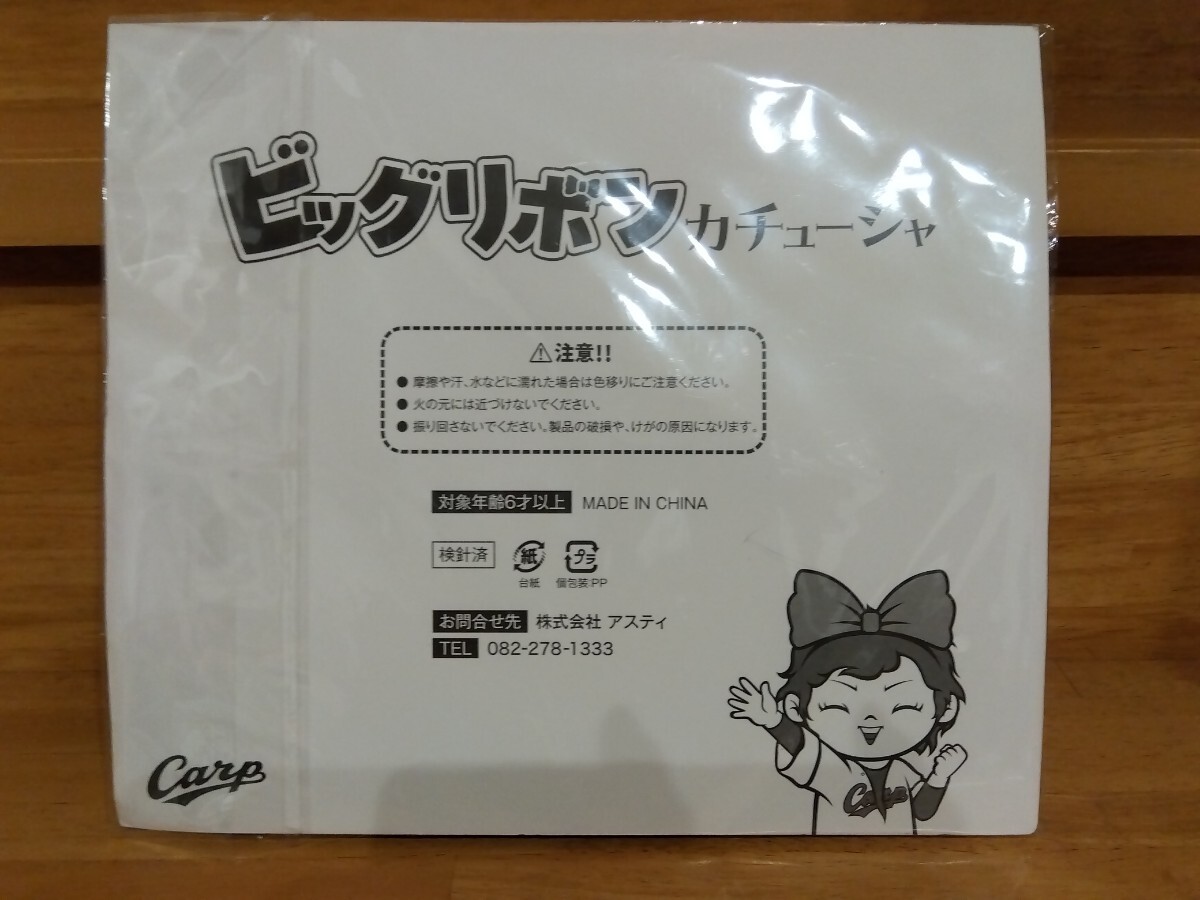 ビッグリボンカチューシャ
⚠注意!!
● 摩擦や汗、水などに濡れた場合は色移りにご注意ください。
● 火の元には近づけないでください。
● 振り回さないでください。製品の破損や、けがの原因になります。
対象年齢6才以上 MADE IN CHINA
検針済 紙 プラ
台紙 個包装:PP
お問合せ先 株式会社 アスティ
TEL 082-278-1333
Carp
Carp